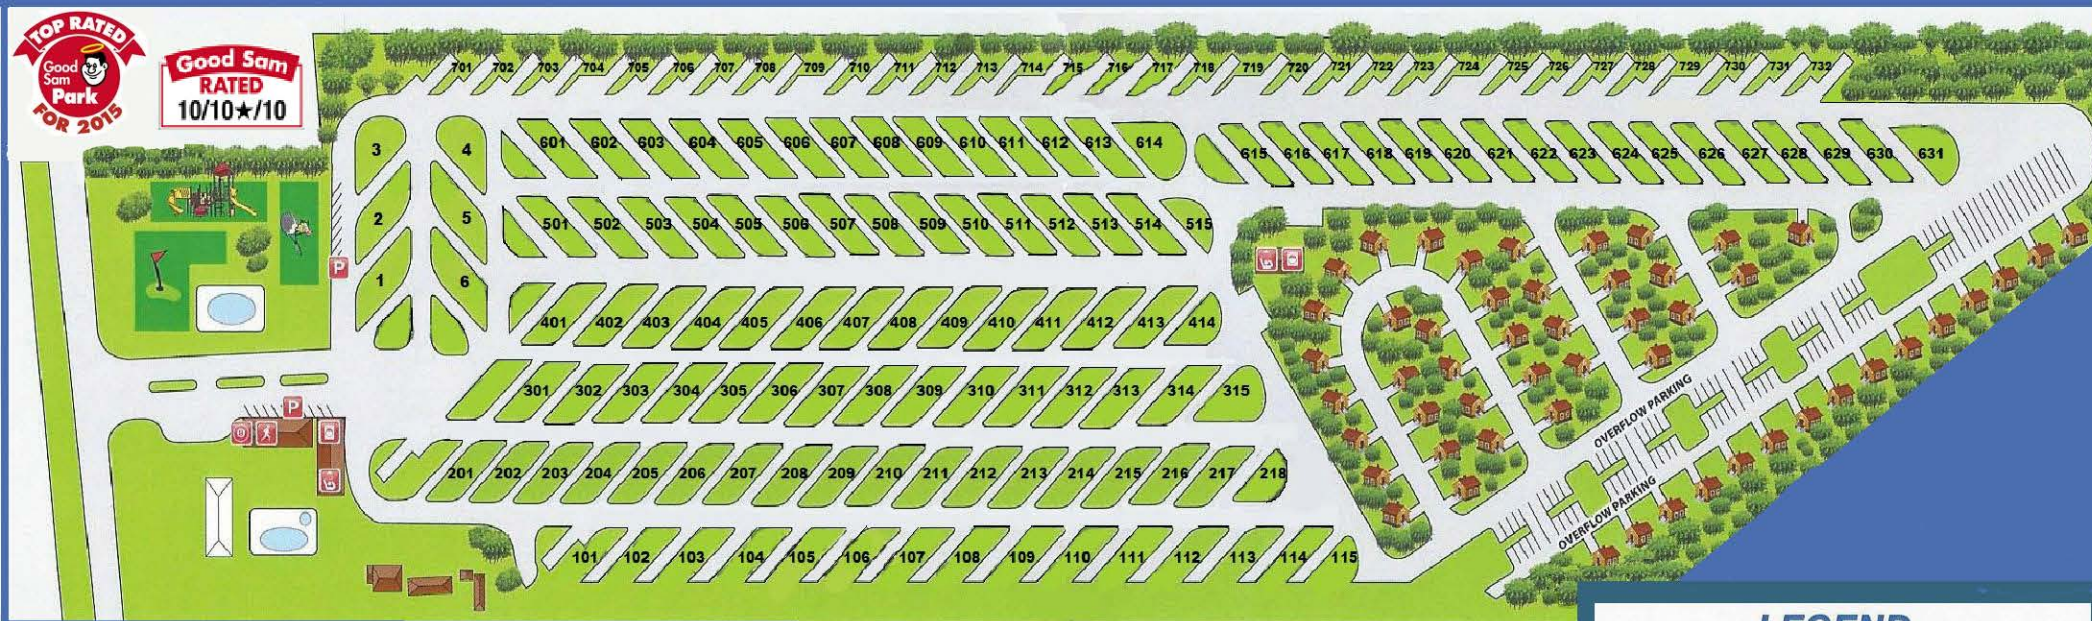 TOP RATED
Good
Sam
Park
FOR 2015
Good Sam
RATED
10/10★/10
701 702 703 704 705 706 707 708 709 710 711 712 713 714 715 716 717 718 719 720 721 722 723 724 725 726 727 728 729 730 731 732
3 4
601 602 603 604 605 606 607 608 609 610 611 612 613 614
615 616 617 618 619 620 621 622 623 624 625 626 627 628 629 630 631
2 5
501 502 503 504 505 506 507 508 509 510 511 512 513 514 515
P
1 6
401 402 403 404 405 406 407 408 409 410 411 412 413 414
301 302 303 304 305 306 307 308 309 310 311 312 313 314 315
P
OVERFLOW PARKING
201 202 203 204 205 206 207 208 209 210 211 212 213 214 215 216 217 218
OVERFLOW PARKING
101 102 103 104 105 106 107 108 109 110 111 112 113 114 115
LEGEND